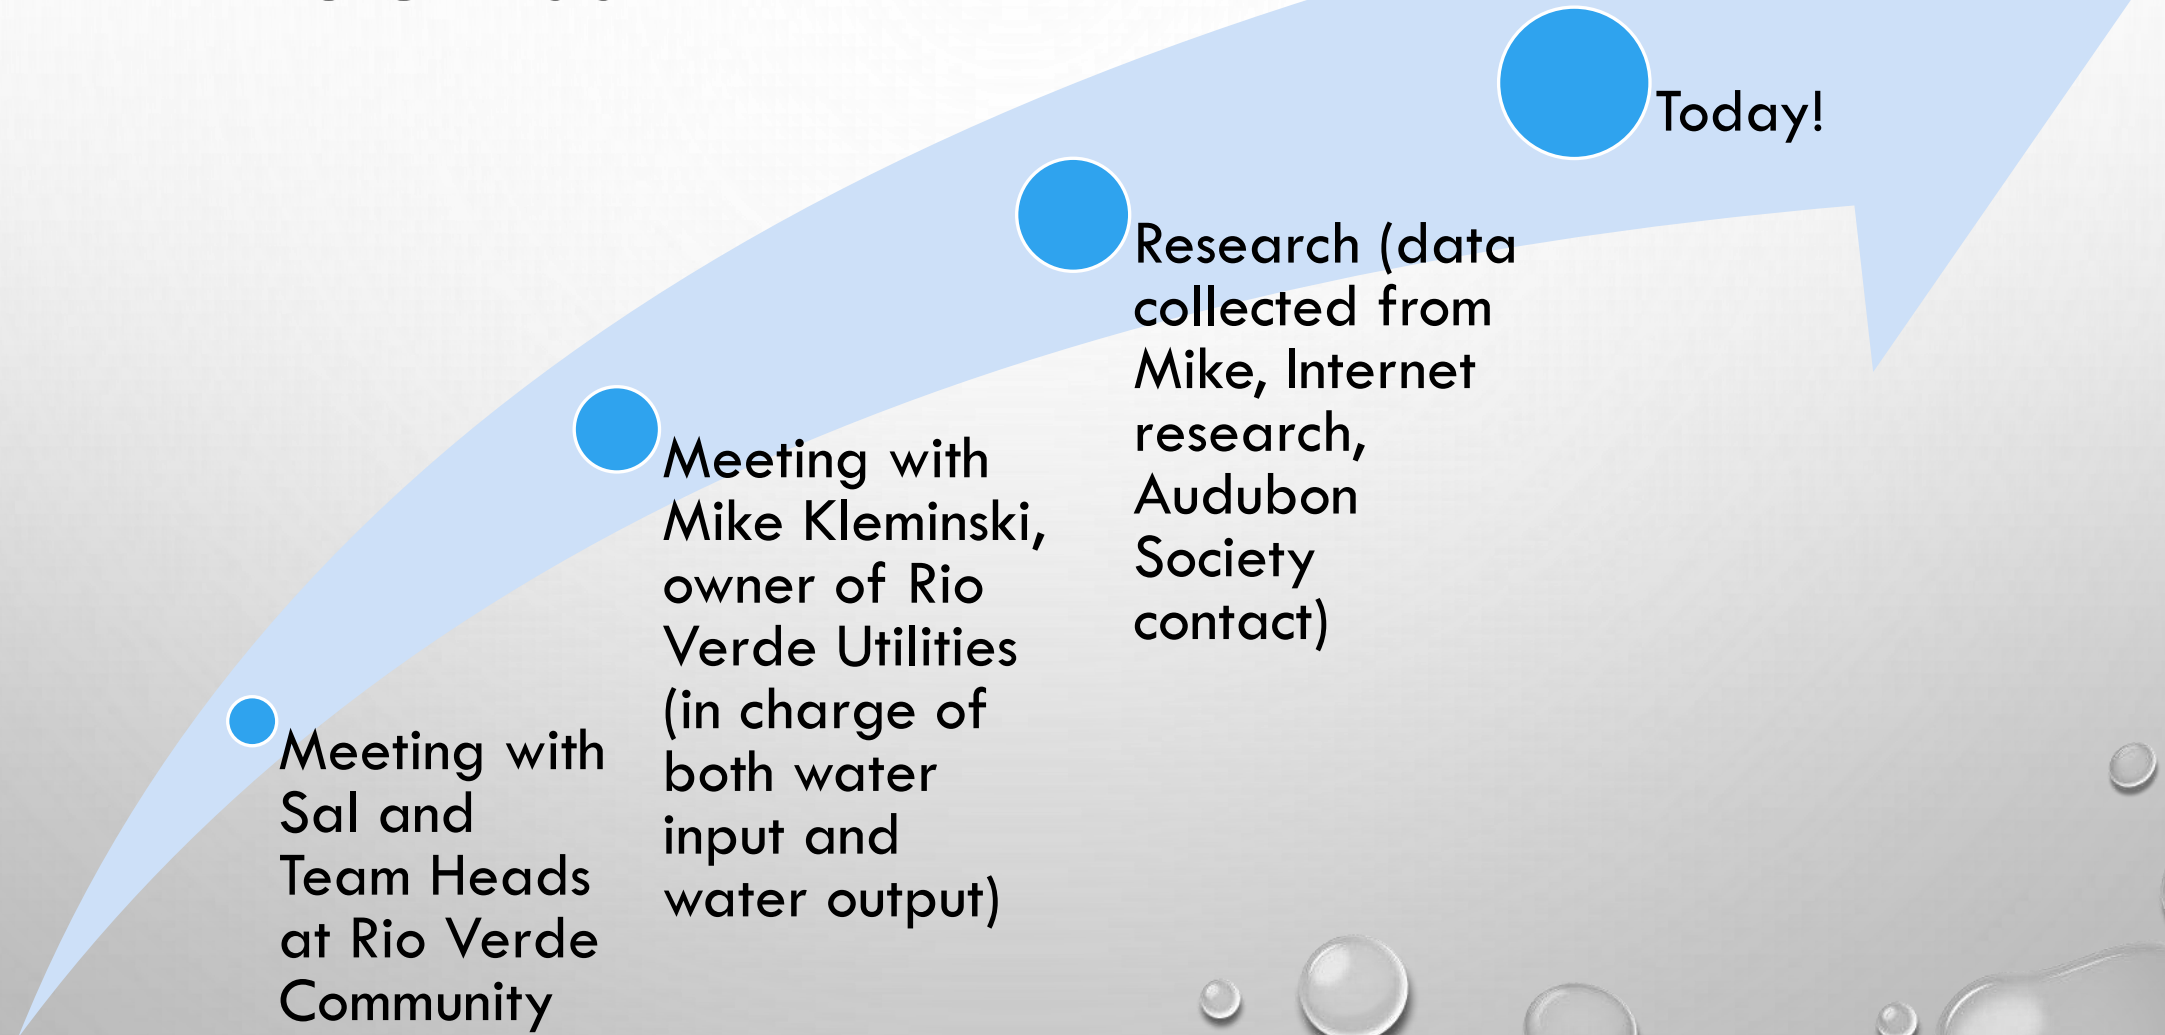 Meeting with
Sal and
Team Heads
at Rio Verde
Community
Meeting with
Mike Kleminski,
owner of Rio
Verde Utilities
(in charge of
both water
input and
water output)
Research (data
collected from
Mike, Internet
research,
Audubon
Society
contact)
Today!